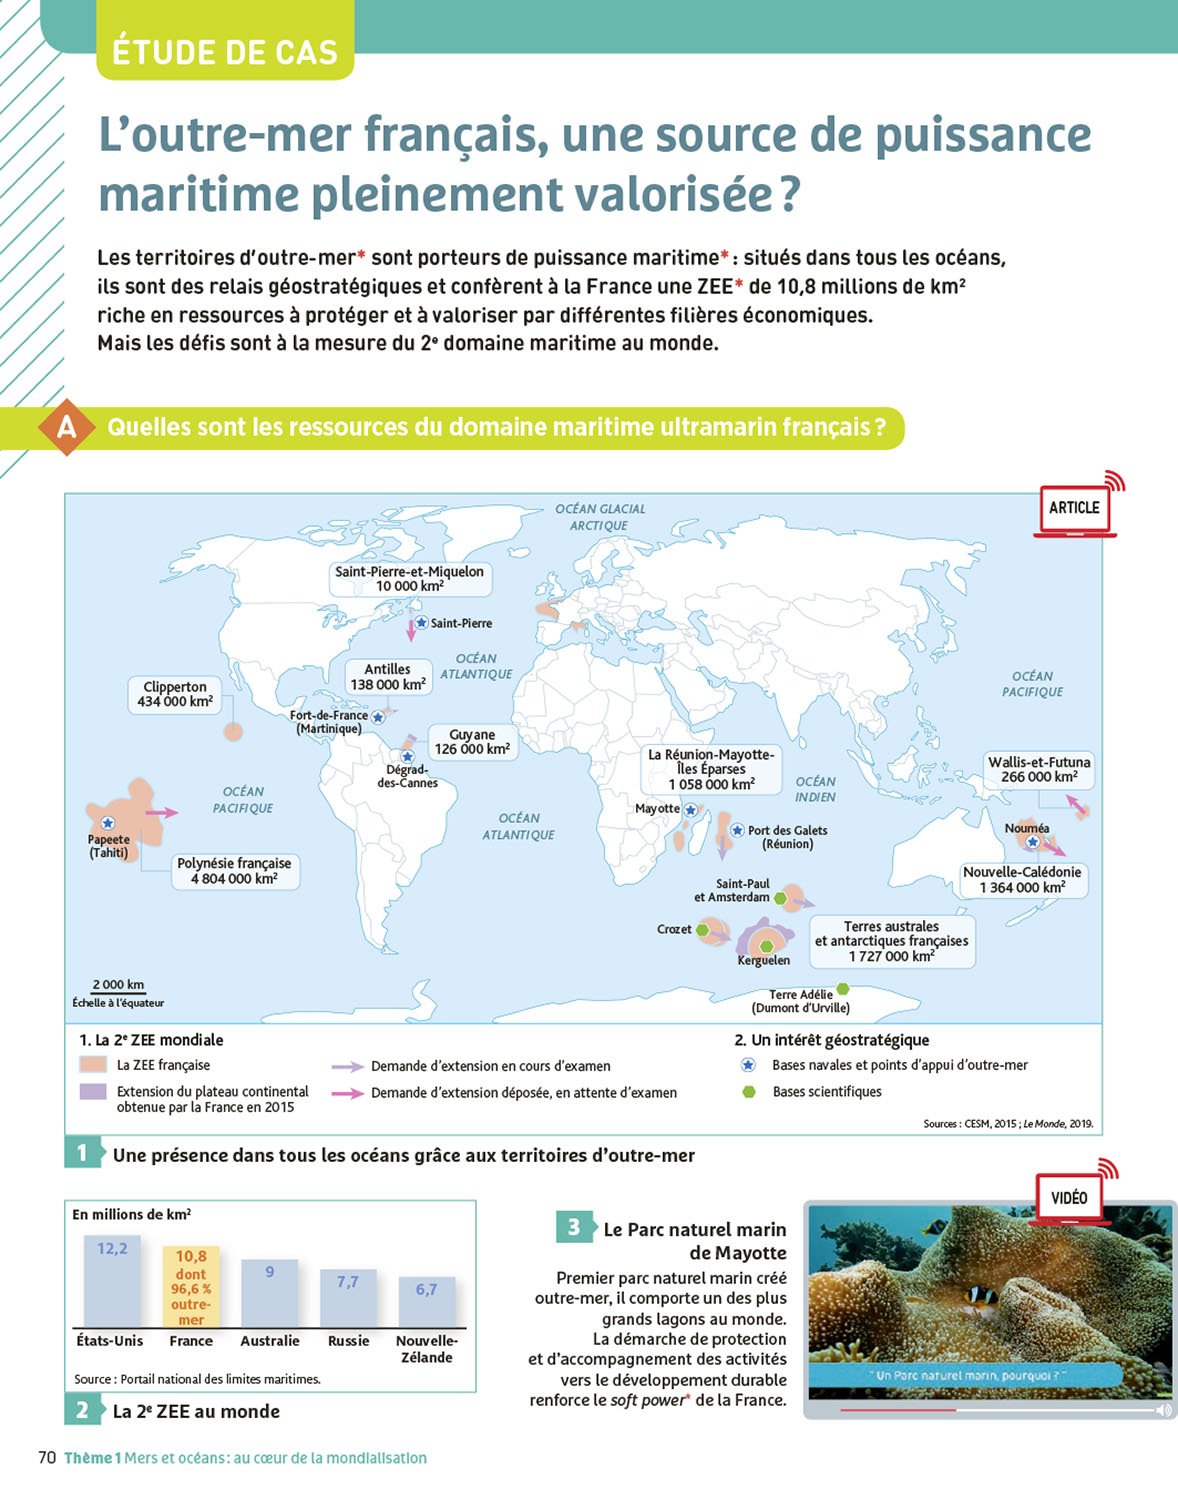 ÉTUDE DE CAS
L'outre-mer français, une source de puissance
maritime pleinement valorisée ?
Les territoires d'outre-mer* sont porteurs de puissance maritime* : situés dans tous les océans,
ils sont des relais géostratégiques et confèrent à la France une ZEE* de 10,8 millions de km²
riche en ressources à protéger et à valoriser par différentes filières économiques.
Mais les défis sont à la mesure du 2e domaine maritime au monde.
A Quelles sont les ressources du domaine maritime ultramarin français ?
ARTICLE
OCÉAN GLACIAL
ARCTIQUE
Saint-Pierre-et-Miquelon
10 000 km²
Saint-Pierre
OCÉAN
ATLANTIQUE
Antilles
138 000 km²
OCÉAN
PACIFIQUE
Clipperton
434 000 km²
Fort-de-France
(Martinique)
Guyane
126 000 km²
Dégrad-
des-Cannes
La Réunion-Mayotte-
Îles Éparses
1 058 000 km²
OCÉAN
INDIEN
Wallis-et-Futuna
266 000 km²
OCÉAN
PACIFIQUE
OCÉAN
ATLANTIQUE
Mayotte
Port des Galets
(Réunion)
Nouméa
Papeete
(Tahiti)
Polynésie française
4 804 000 km²
Nouvelle-Calédonie
1 364 000 km²
Saint-Paul
et Amsterdam
Crozet
Kerguelen
Terres australes
et antarctiques françaises
1 727 000 km²
Terre Adélie
(Dumont d'Urville)
2 000 km
Échelle à l'équateur
1. La 2e ZEE mondiale
La ZEE française
Extension du plateau continental
obtenue par la France en 2015
Demande d'extension en cours d'examen
Demande d'extension déposée, en attente d'examen
2. Un intérêt géostratégique
Bases navales et points d'appui d'outre-mer
Bases scientifiques
Sources : CESM, 2015 ; Le Monde, 2019.
1 Une présence dans tous les océans grâce aux territoires d'outre-mer
En millions de km²
12,2
10,8
dont
96,6 %
outre-
mer
9
7,7
6,7
États-Unis
France
Australie
Russie
Nouvelle-
Zélande
Source : Portail national des limites maritimes.
2 La 2e ZEE au monde
3 Le Parc naturel marin
de Mayotte
Premier parc naturel marin créé
outre-mer, il comporte un des plus
grands lagons au monde.
La démarche de protection
et d'accompagnement des activités
vers le développement durable
renforce le soft power* de la France.
VIDÉO
" Un Parc naturel marin, pourquoi ? "
70 Thème 1 Mers et océans : au cœur de la mondialisation